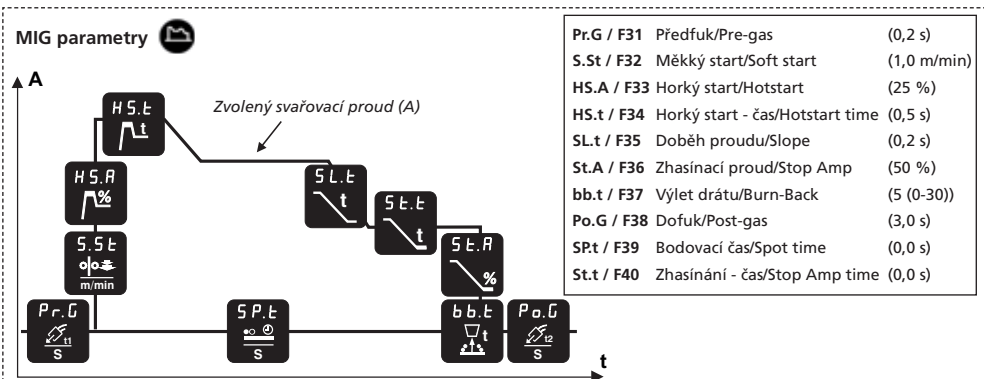 MIG parametry
A
HS.t
t
Zvolený svařovací proud (A)
HS.A
%
SL.t
t
St.t
t
S.St
m/min
St.A
%
Pr.G
t1
S
SP.t
S
bb.t
t
Po.G
t2
S
t
Pr.G / F31 Předfuk/Pre-gas (0,2 s)
S.St / F32 Měkký start/Soft start (1,0 m/min)
HS.A / F33 Horký start/Hotstart (25 %)
HS.t / F34 Horký start - čas/Hotstart time (0,5 s)
SL.t / F35 Doběh proudu/Slope (0,2 s)
St.A / F36 Zhasínací proud/Stop Amp (50 %)
bb.t / F37 Výlet drátu/Burn-Back (5 (0-30))
Po.G / F38 Dofuk/Post-gas (3,0 s)
SP.t / F39 Bodovací čas/Spot time (0,0 s)
St.t / F40 Zhasínání - čas/Stop Amp time (0,0 s)